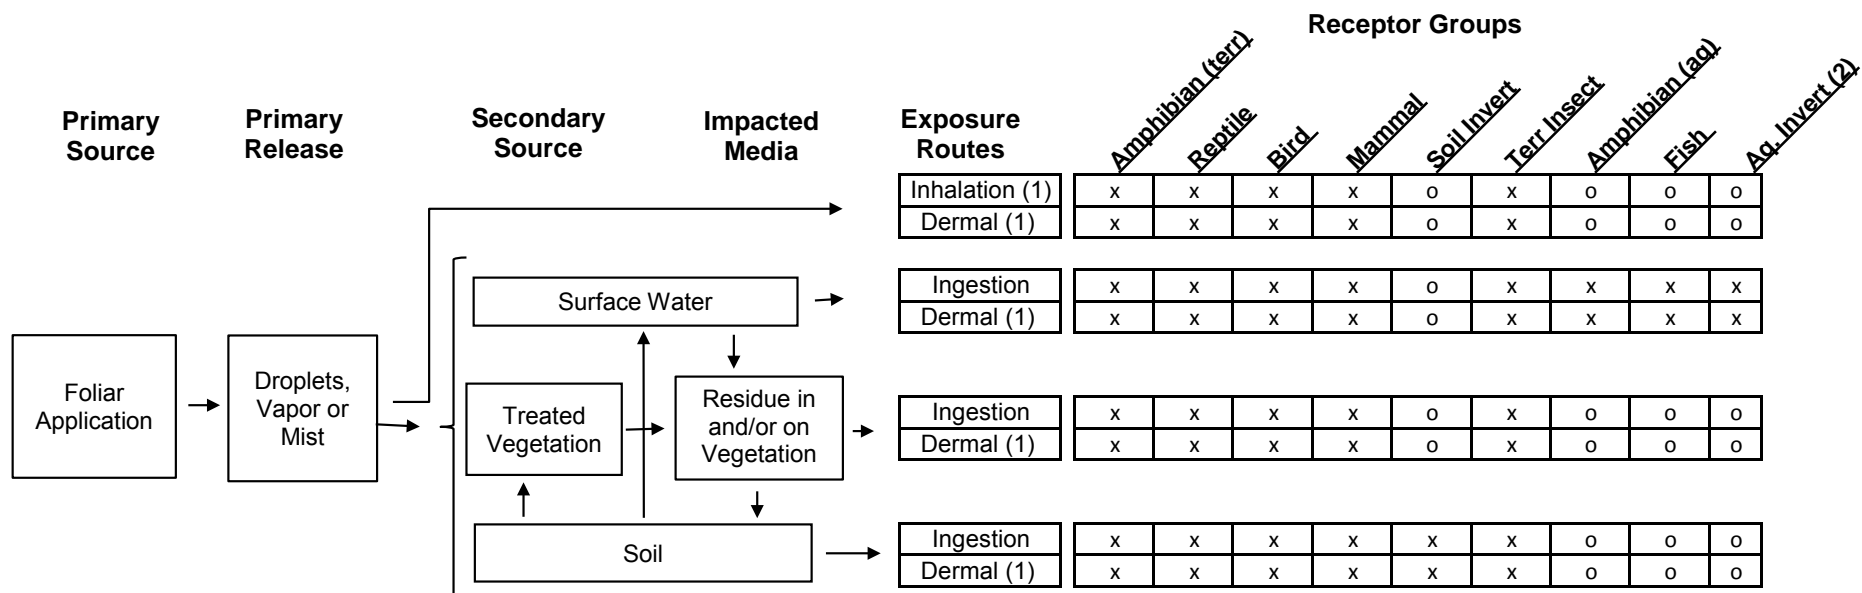 Receptor Groups
Primary Source
Primary Release
Secondary Source
Impacted Media
Exposure Routes
Amphibian (terr)
Reptile
Bird
Mammal
Soil Invert
Terr Insect
Amphibian (aq)
Fish
Aq. Invert (2)
Inhalation (1) x x x x o x o o o
Dermal (1) x x x x o x o o o
Surface Water
Ingestion x x x x o x x x x
Dermal (1) x x x x o x x x x
Foliar
Application
Droplets,
Vapor or
Mist
Treated
Vegetation
Residue in
and/or on
Vegetation
Ingestion x x x x o x o o o
Dermal (1) x x x x o x o o o
Soil
Ingestion x x x x x x o o o
Dermal (1) x x x x x x o o o